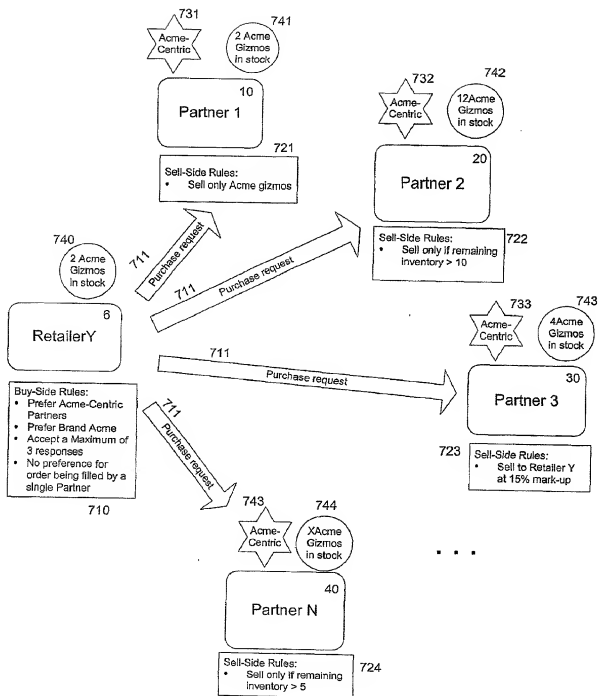 731
741
Acme-
Centric
2 Acme
Gizmos
in stock
10
Partner 1
721
Sell-Side Rules:
• Sell only Acme gizmos
732
742
Acme-
Centric
12Acme
Gizmos
in stock
20
Partner 2
Sell-Side Rules:
• Sell only if remaining
inventory > 10
722
740
2 Acme
Gizmos
in stock
6
RetailerY
Buy-Side Rules:
• Prefer Acme-Centric
Partners
• Prefer Brand Acme
• Accept a Maximum of
3 responses
• No preference for
order being filled by a
single Partner
710
711
Purchase request
711
Purchase request
711
Purchase request
711
Purchase request
733
743
Acme-
Centric
4Acme
Gizmos
in stock
30
Partner 3
723
Sell-Side Rules:
• Sell to Retailer Y
at 15% mark-up
743
744
Acme-
Centric
XAcme
Gizmos
in stock
. . .
40
Partner N
Sell-Side Rules:
• Sell only if remaining
inventory > 5
724